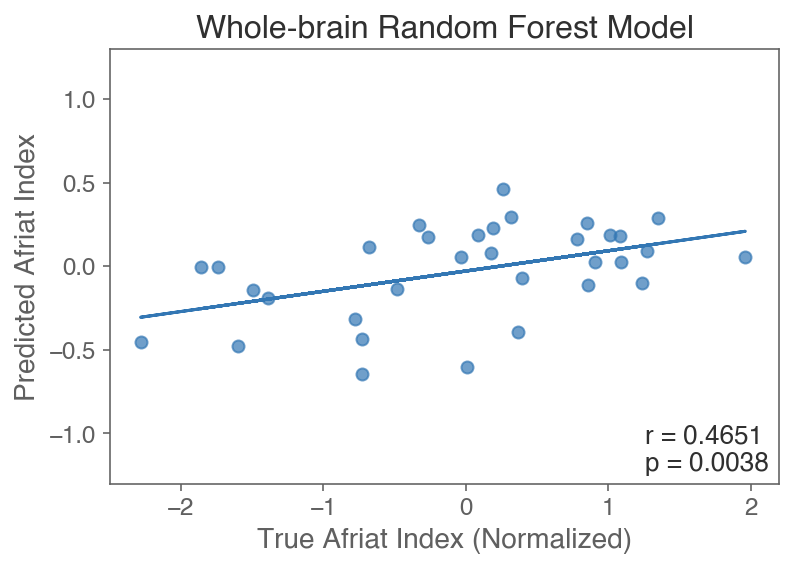 Whole-brain Random Forest Model
Predicted Afriat Index
1.0
0.5
0.0
−0.5
−1.0
r = 0.4651
p = 0.0038
−2
−1
0
1
2
True Afriat Index (Normalized)